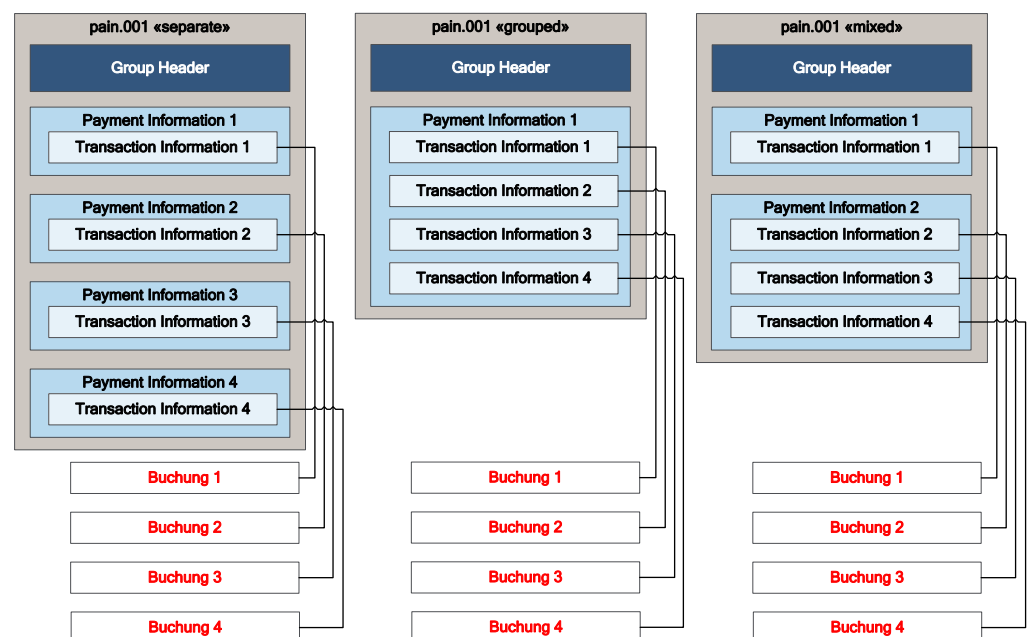 pain.001 «separate»
Group Header
Payment Information 1
Transaction Information 1
Payment Information 2
Transaction Information 2
Payment Information 3
Transaction Information 3
Payment Information 4
Transaction Information 4
Buchung 1
Buchung 2
Buchung 3
Buchung 4
pain.001 «grouped»
Group Header
Payment Information 1
Transaction Information 1
Transaction Information 2
Transaction Information 3
Transaction Information 4
Buchung 1
Buchung 2
Buchung 3
Buchung 4
pain.001 «mixed»
Group Header
Payment Information 1
Transaction Information 1
Payment Information 2
Transaction Information 2
Transaction Information 3
Transaction Information 4
Buchung 1
Buchung 2
Buchung 3
Buchung 4